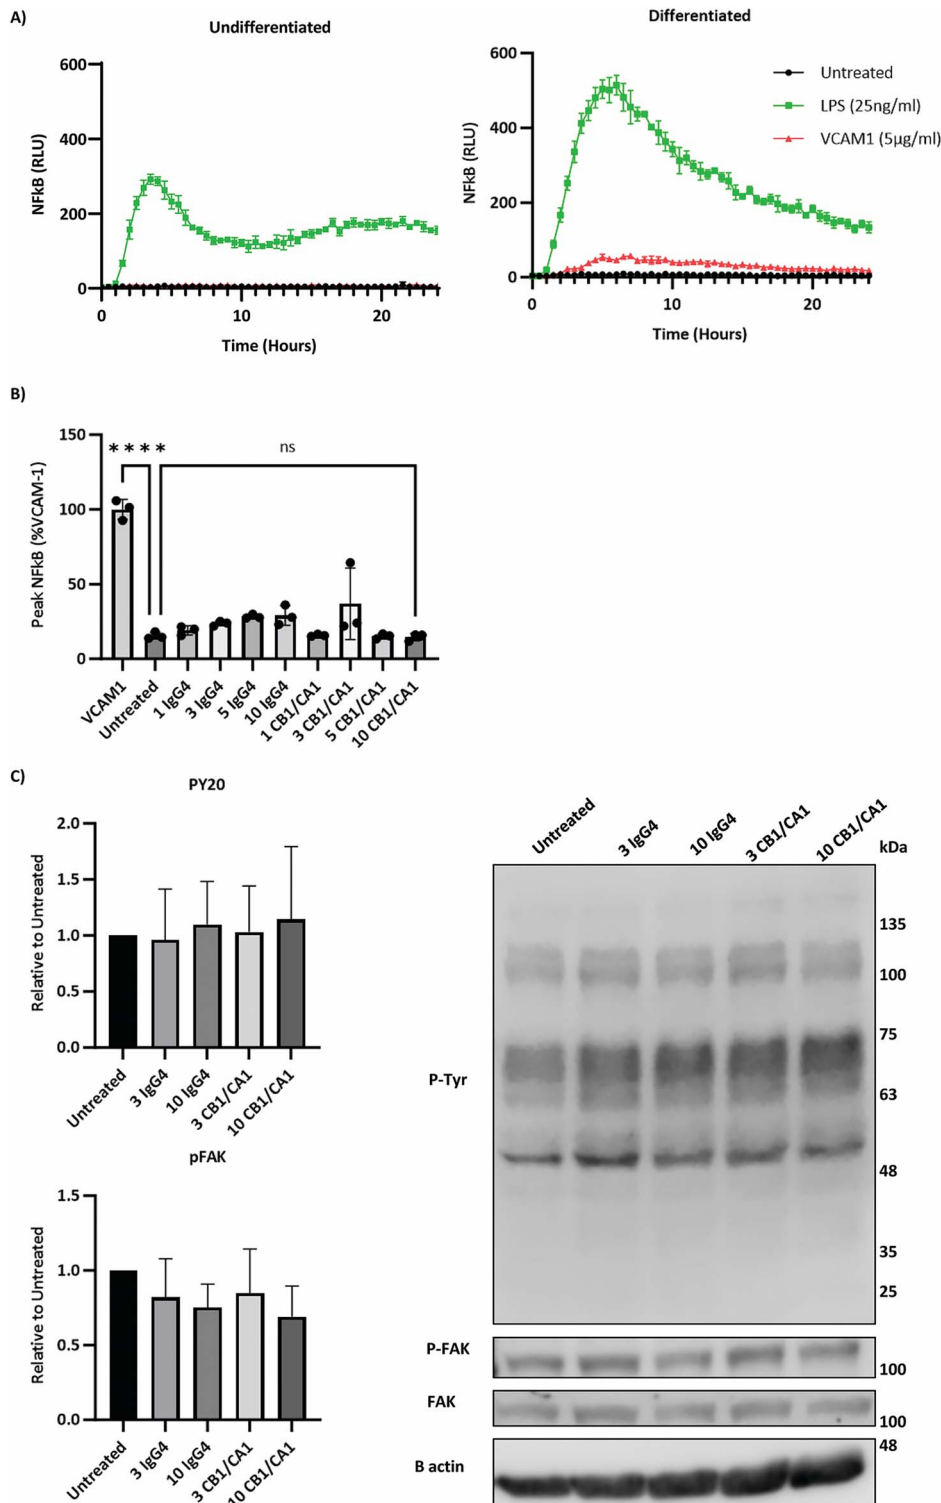 A)
Undifferentiated
NFkB (RLU)
600
400
200
0
0 10 20
Time (Hours)
Differentiated
NFkB (RLU)
600
400
200
0
0 10 20
Time (Hours)
Untreated
LPS (25ng/ml)
VCAM1 (5µg/ml)
B)
Peak NFkB (%VCAM-1)
150
100
50
0
****
ns
VCAM1
Untreated
1 IgG4
3 IgG4
5 IgG4
10 IgG4
1 CB1/CA1
3 CB1/CA1
5 CB1/CA1
10 CB1/CA1
C)
PY20
Relative to Untreated
2.0
1.5
1.0
0.5
0.0
Untreated
3 IgG4
10 IgG4
3 CB1/CA1
10 CB1/CA1
pFAK
Relative to Untreated
1.5
1.0
0.5
0.0
Untreated
3 IgG4
10 IgG4
3 CB1/CA1
10 CB1/CA1
Untreated
3 IgG4
10 IgG4
3 CB1/CA1
10 CB1/CA1
kDa
135
100
75
63
48
35
25
P-Tyr
P-FAK
100
FAK
100
48
B actin